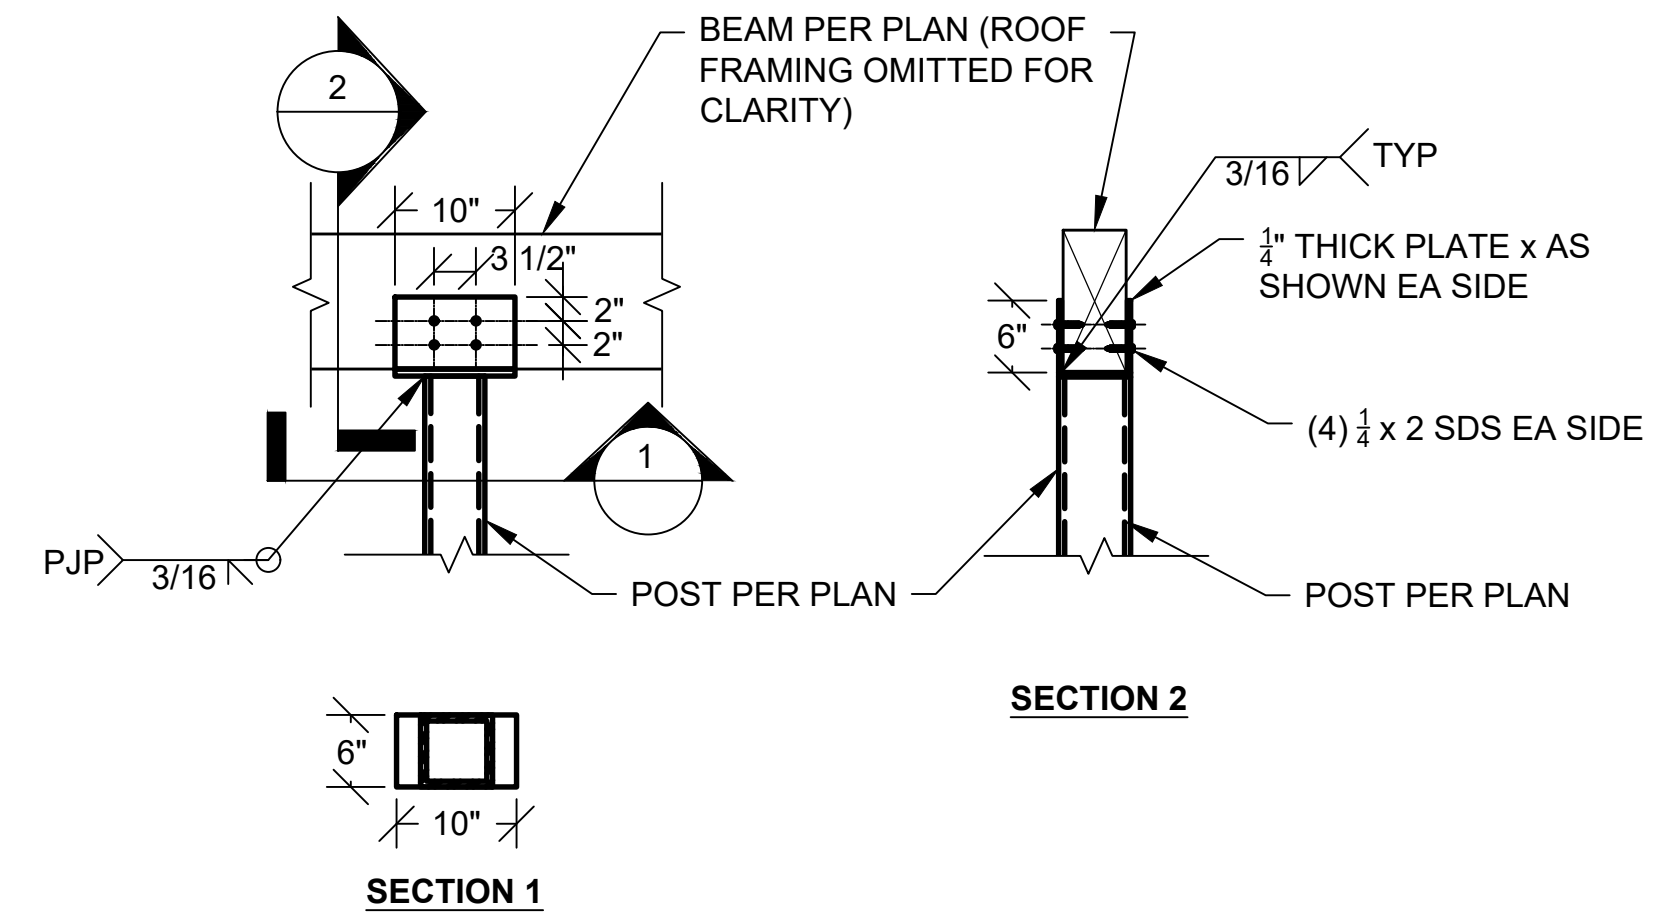 BEAM PER PLAN (ROOF
FRAMING OMITTED FOR
CLARITY)
2
10"
3 1/2"
2"
2"
1
PJP
3/16
POST PER PLAN
3/16
TYP
1/4" THICK PLATE x AS
SHOWN EA SIDE
6"
(4) 1/4 x 2 SDS EA SIDE
POST PER PLAN
SECTION 2
6"
10"
SECTION 1